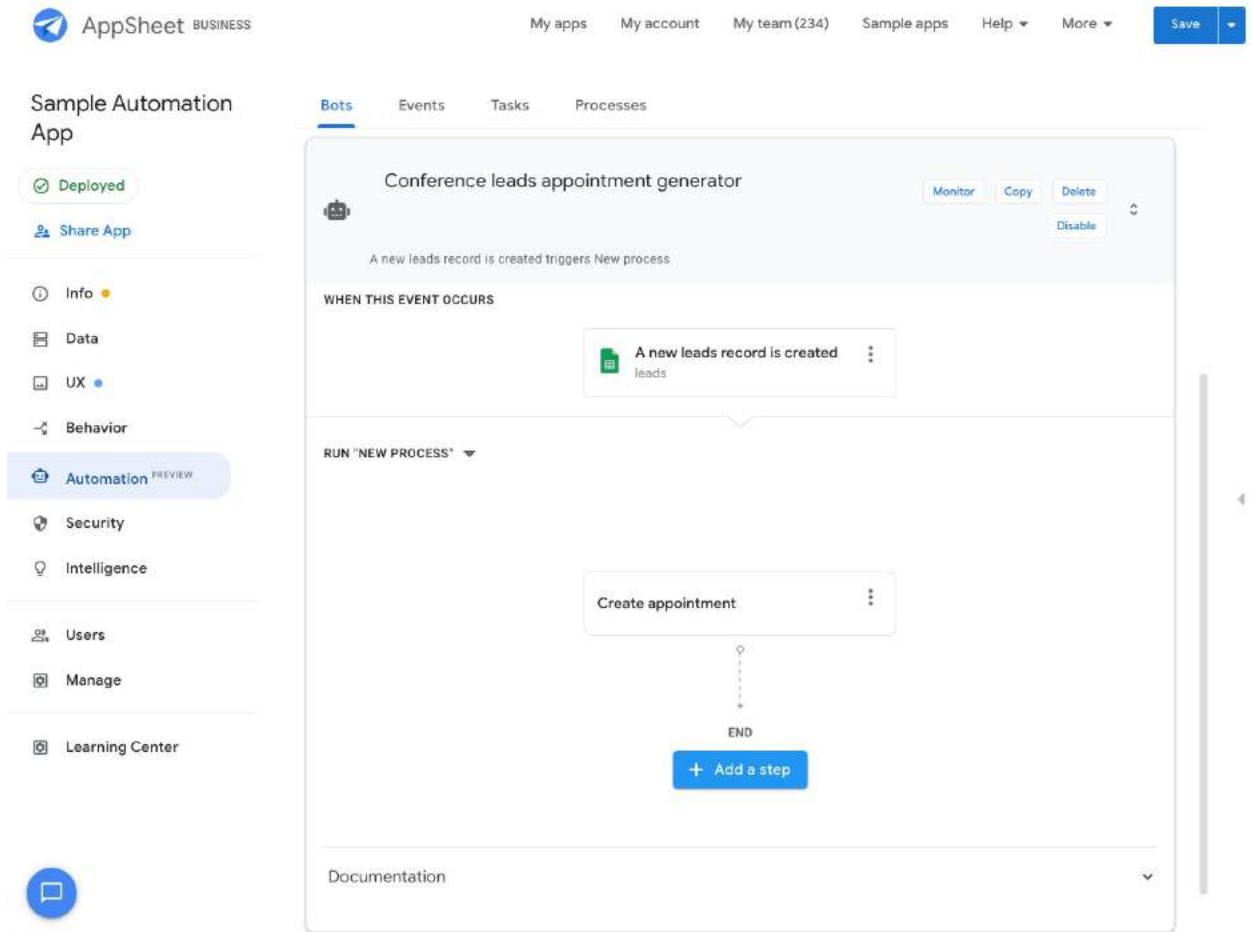 AppSheet BUSINESS
My apps My account My team (234) Sample apps Help More Save
Sample Automation
App
Deployed
Share App
Info
Data
UX
Behavior
Automation PREVIEW
Security
Intelligence
Users
Manage
Learning Center
Bots Events Tasks Processes
Conference leads appointment generator
Monitor Copy Delete
Disable
A new leads record is created triggers New process
WHEN THIS EVENT OCCURS
A new leads record is created
leads
RUN "NEW PROCESS"
Create appointment
END
+ Add a step
Documentation